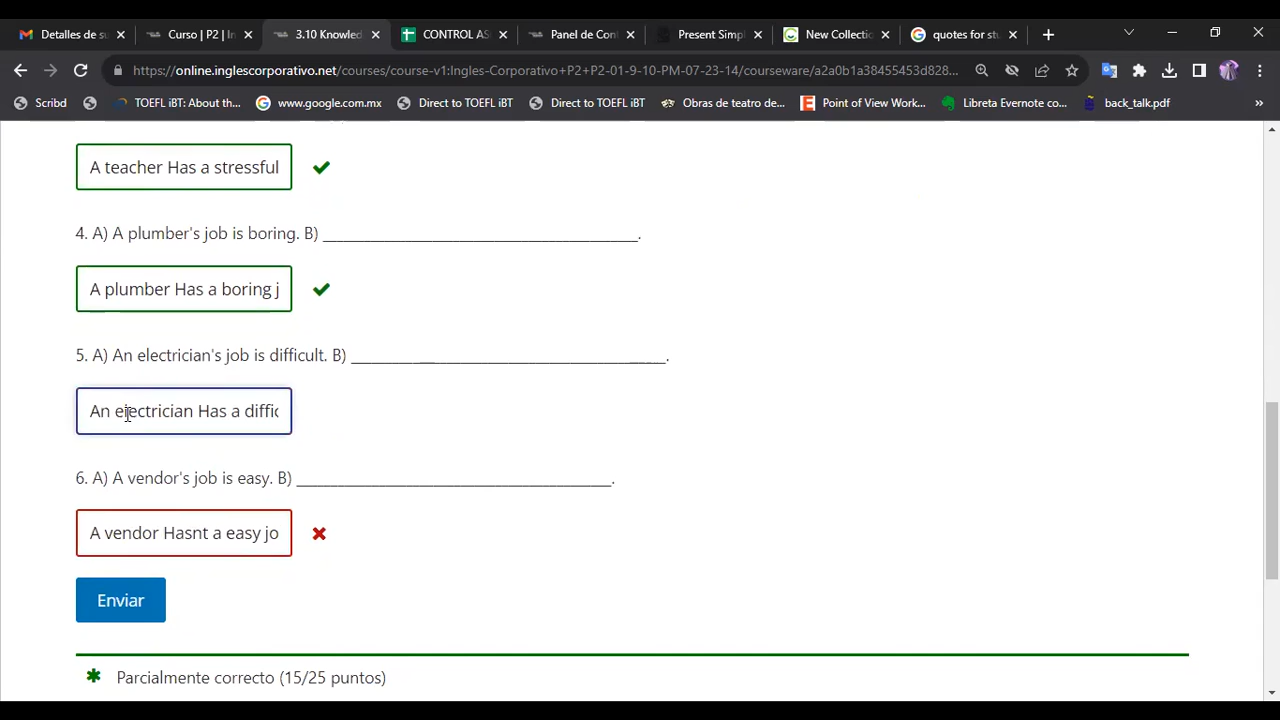 Detalles de su
Curso | P2 | In
3.10 Knowled
CONTROL AS
Panel de Cont
Present Simpl
New Collectio
quotes for stu
https://online.inglescorporativo.net/courses/course-v1:Ingles-Corporativo+P2+P2-01-9-10-PM-07-23-14/courseware/a2a0b1a38455453d828...
Scribd
TOEFL iBT: About th...
www.google.com.mx
Direct to TOEFL iBT
Direct to TOEFL iBT
Obras de teatro de...
Point of View Work...
Libreta Evernote co...
back_talk.pdf
»
A teacher Has a stressful
4. A) A plumber's job is boring. B) ___________________________________.
A plumber Has a boring j
5. A) An electrician's job is difficult. B) ___________________________________.
An electrician Has a diffic
6. A) A vendor's job is easy. B) ___________________________________.
A vendor Hasnt a easy jo
Enviar
Parcialmente correcto (15/25 puntos)